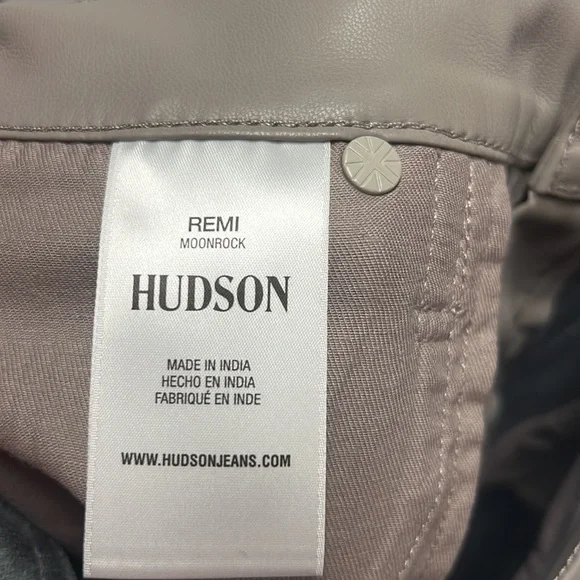 REMI
MOONROCK
HUDSON
MADE IN INDIA
HECHO EN INDIA
FABRIQUÉ EN INDE
WWW.HUDSONJEANS.COM